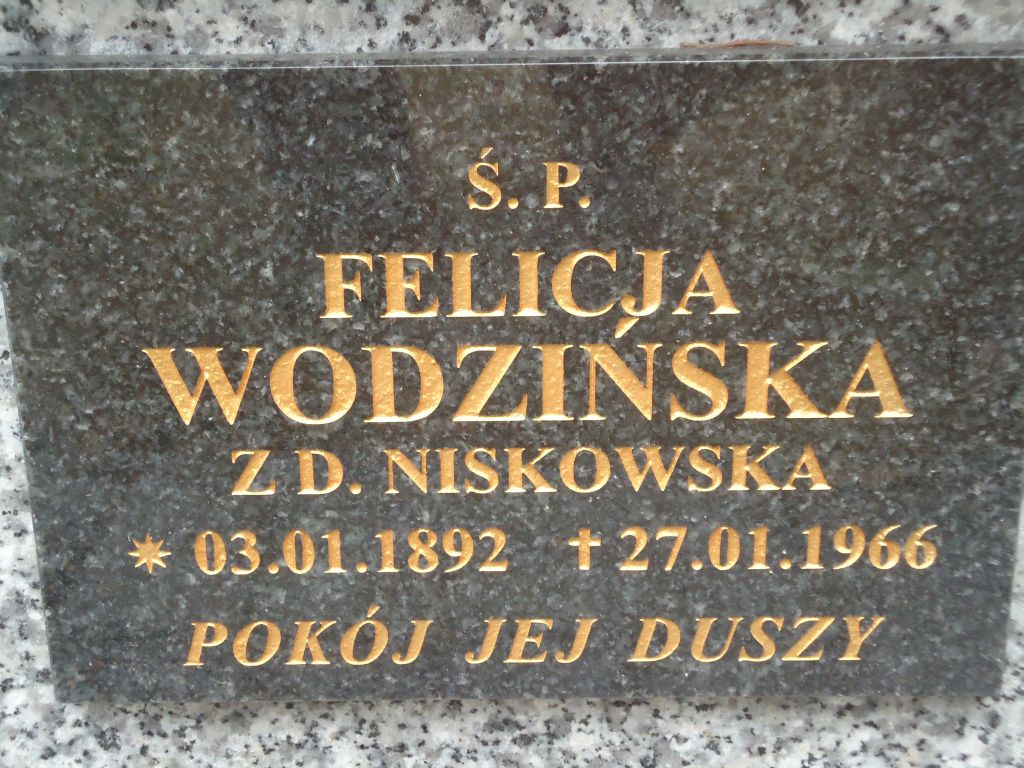 Ś. P.
FELICJA
WODZIŃSKA
Z D. NISKOWSKA
* 03.01.1892 ✝ 27.01.1966
POKÓJ JEJ DUSZY